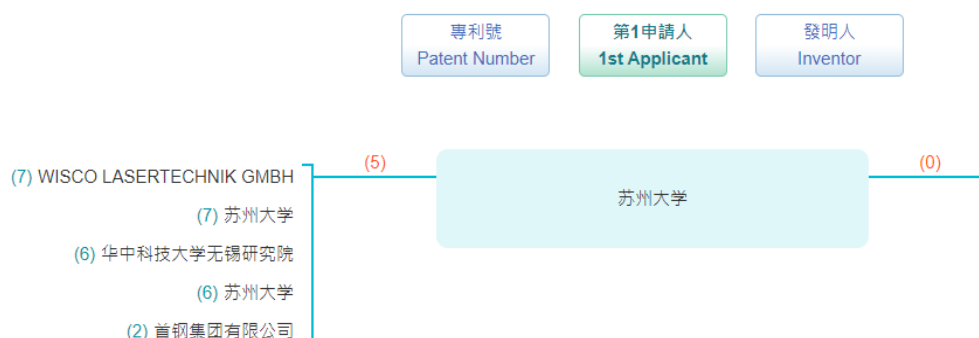 專利號
Patent Number
第1申請人
1st Applicant
發明人
Inventor
(7) WISCO LASERTECHNIK GMBH
(7) 苏州大学
(6) 华中科技大学无锡研究院
(6) 苏州大学
(2) 首钢集团有限公司
(5)
苏州大学
(0)